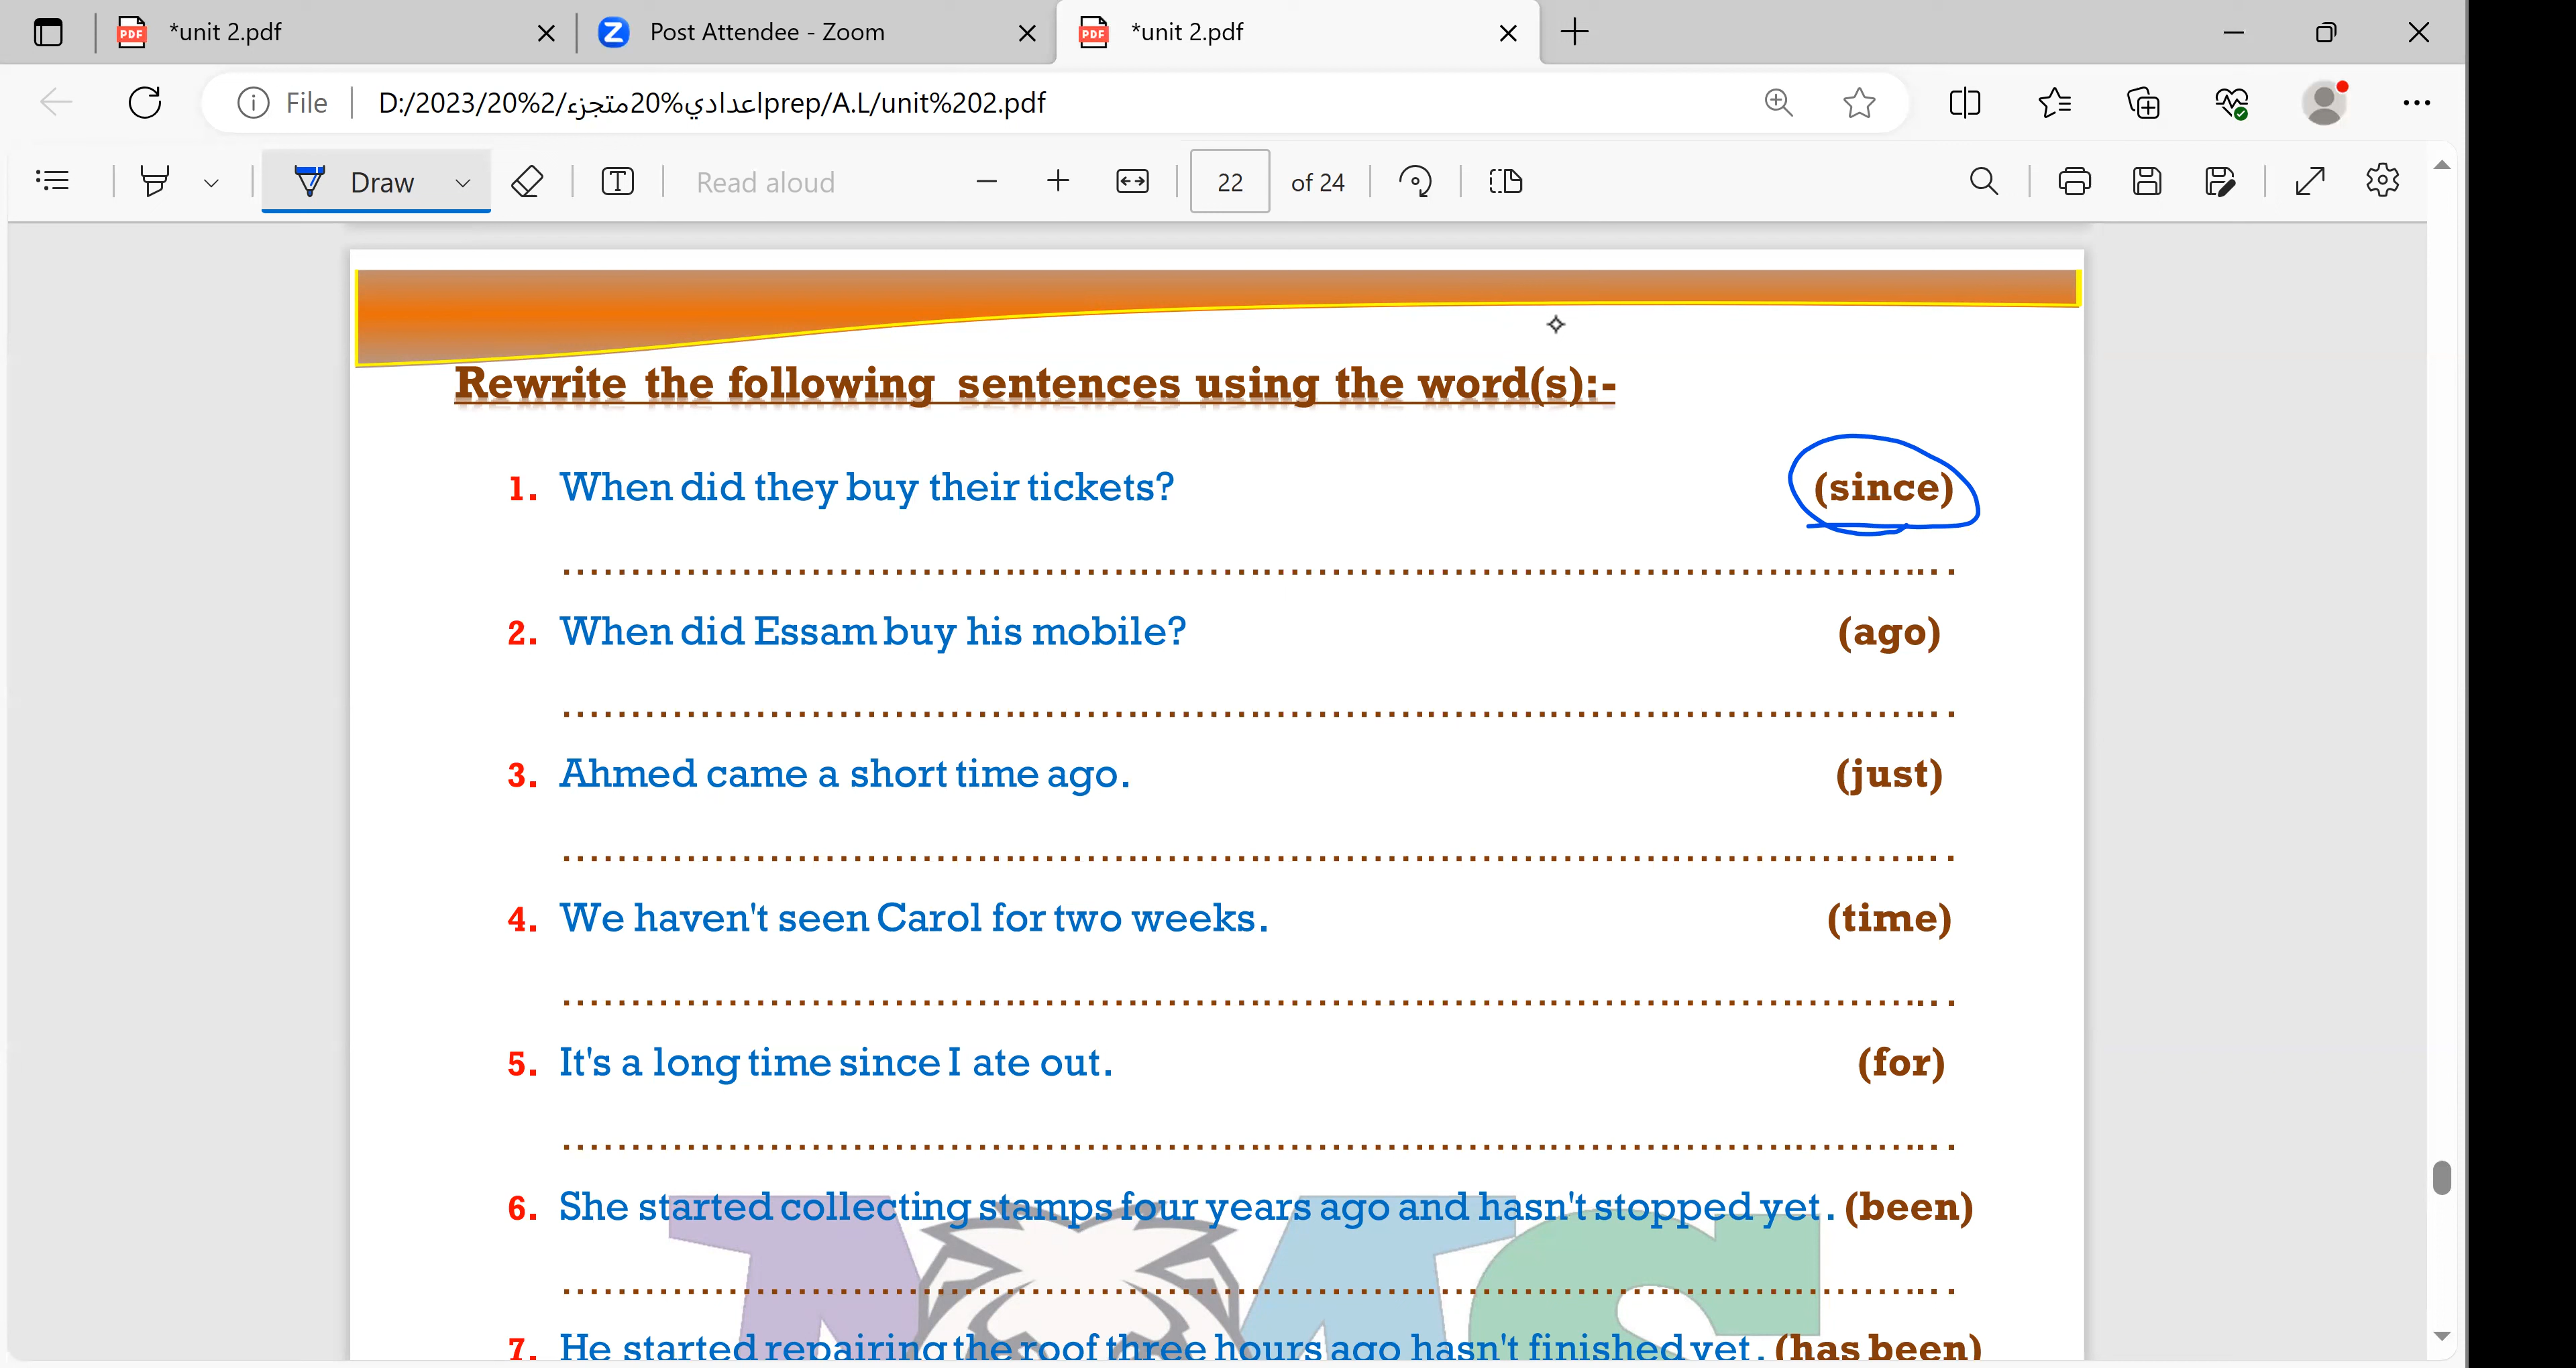 *unit 2.pdf
Post Attendee - Zoom
*unit 2.pdf
File
D:/2023/20%2/اعدادي%20متجزء/prep/A.L/unit%202.pdf
Draw
Read aloud
22
of 24
Rewrite the following sentences using the word(s):-
1. When did they buy their tickets? (since)
2. When did Essam buy his mobile? (ago)
3. Ahmed came a short time ago. (just)
4. We haven't seen Carol for two weeks. (time)
5. It's a long time since I ate out. (for)
6. She started collecting stamps four years ago and hasn't stopped yet. (been)
7. He started repairing the roof three hours ago hasn't finished yet. (has been)